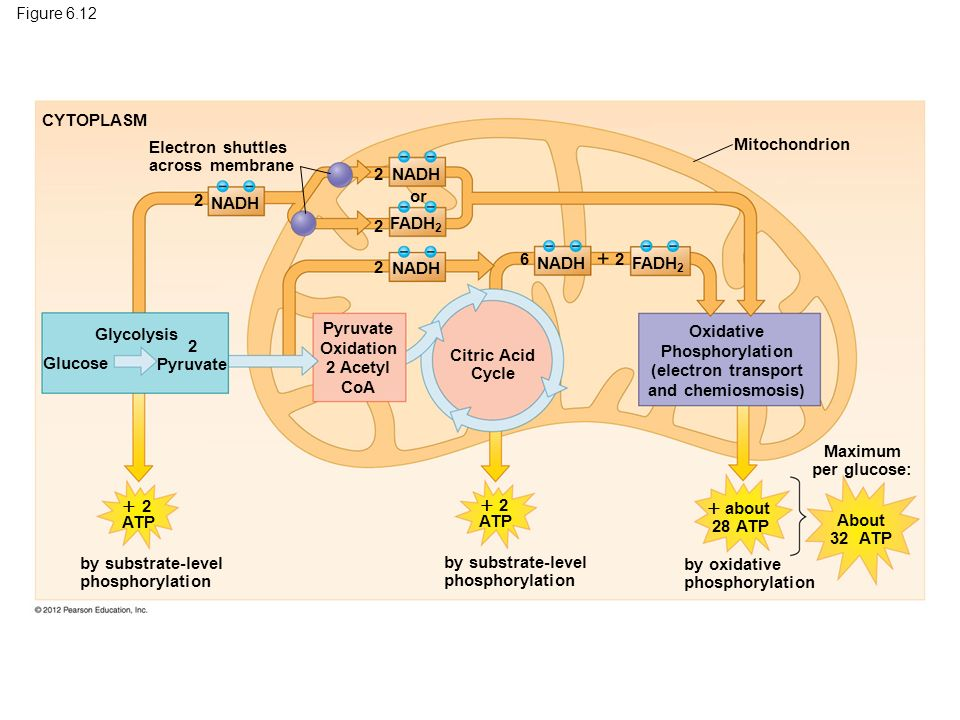 Figure 6.12
CYTOPLASM
Electron shuttles
across membrane
Mitochondrion
2 NADH
2 NADH
or
2 FADH₂
2 NADH
6 NADH + 2 FADH₂
Glycolysis
Glucose
2
Pyruvate
Pyruvate
Oxidation
2 Acetyl
CoA
Citric Acid
Cycle
Oxidative
Phosphorylation
(electron transport
and chemiosmosis)
Maximum
per glucose:
+ 2
ATP
+ 2
ATP
+ about
28 ATP
About
32 ATP
by substrate-level
phosphorylation
by substrate-level
phosphorylation
by oxidative
phosphorylation
© 2012 Pearson Education, Inc.